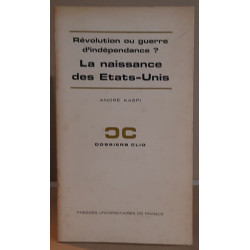 Révolution ou guerre
d'indépendance ?
La naissance
des Etats-Unis
ANDRÉ KASPI
DOSSIERS CLIO
PRESSES UNIVERSITAIRES DE FRANCE